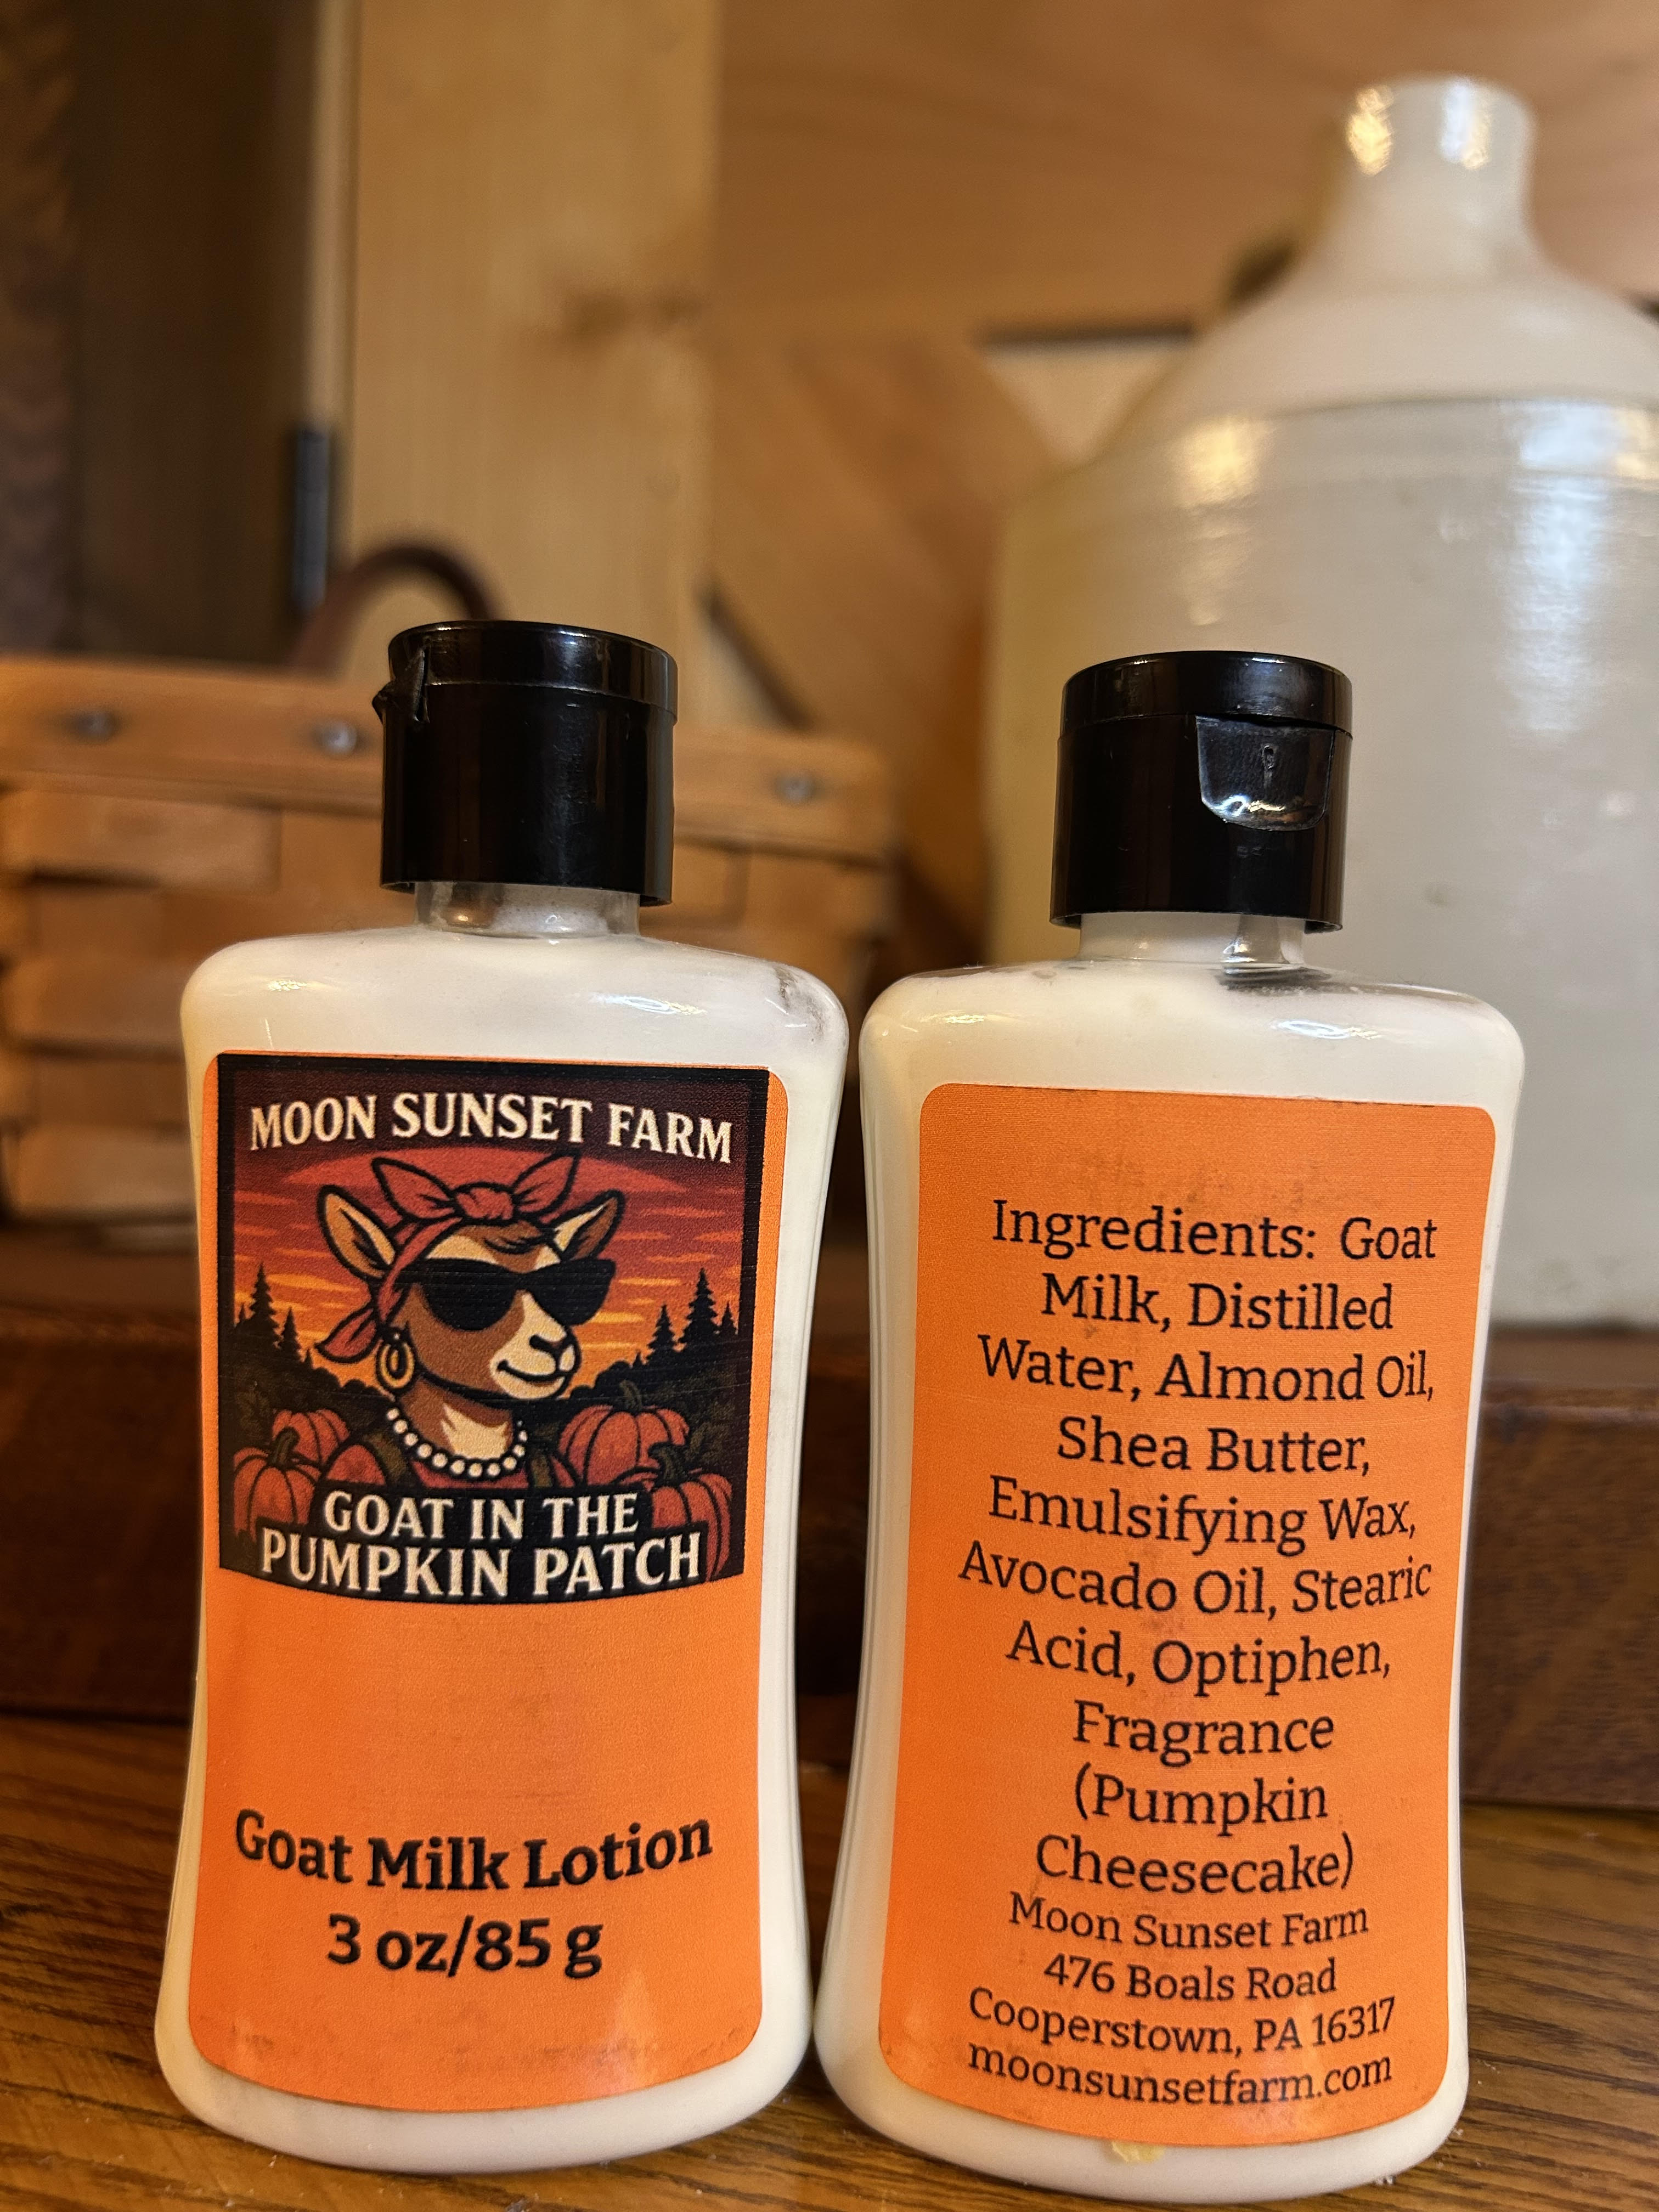 MOON SUNSET FARM
GOAT IN THE
PUMPKIN PATCH
Goat Milk Lotion
3 oz/85 g
Ingredients: Goat
Milk, Distilled
Water, Almond Oil,
Shea Butter,
Emulsifying Wax,
Avocado Oil, Stearic
Acid, Optiphen,
Fragrance
(Pumpkin
Cheesecake)
Moon Sunset Farm
476 Boals Road
Cooperstown, PA 16317
moonsunsetfarm.com